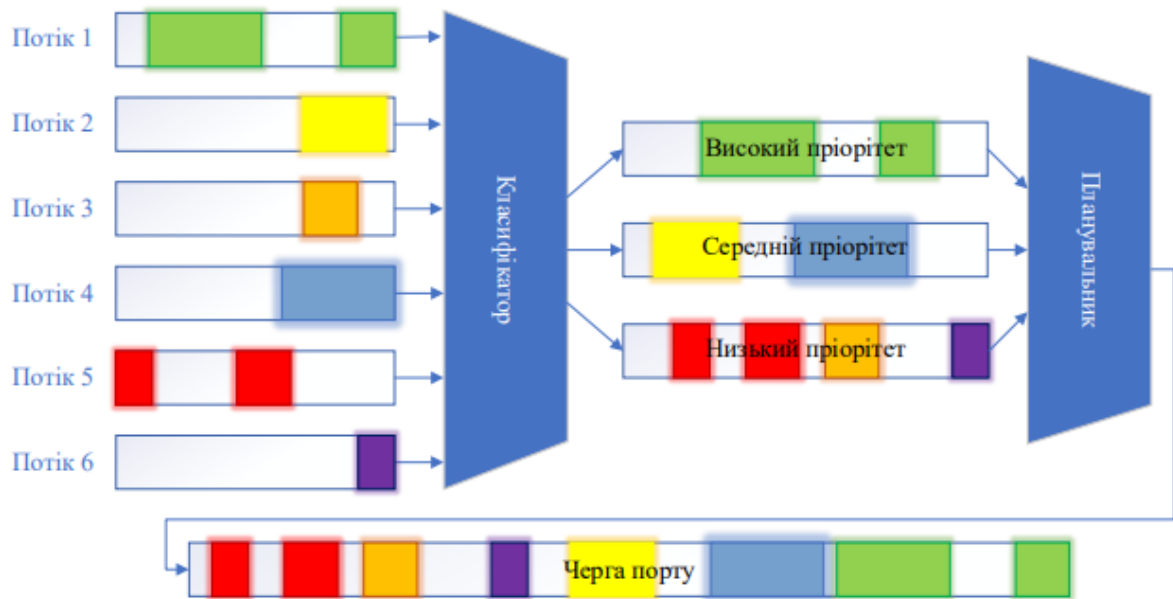 Потік 1
Потік 2
Потік 3
Потік 4
Потік 5
Потік 6
Класифікатор
Високий пріорітет
Середній пріорітет
Низький пріорітет
Планувальник
Черга порту